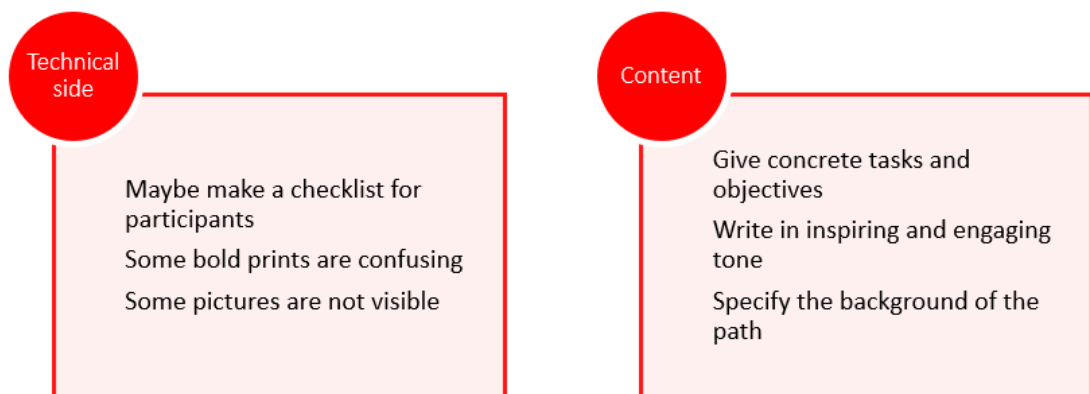 Technical
side
Maybe make a checklist for
participants
Some bold prints are confusing
Some pictures are not visible
Content
Give concrete tasks and
objectives
Write in inspiring and engaging
tone
Specify the background of the
path